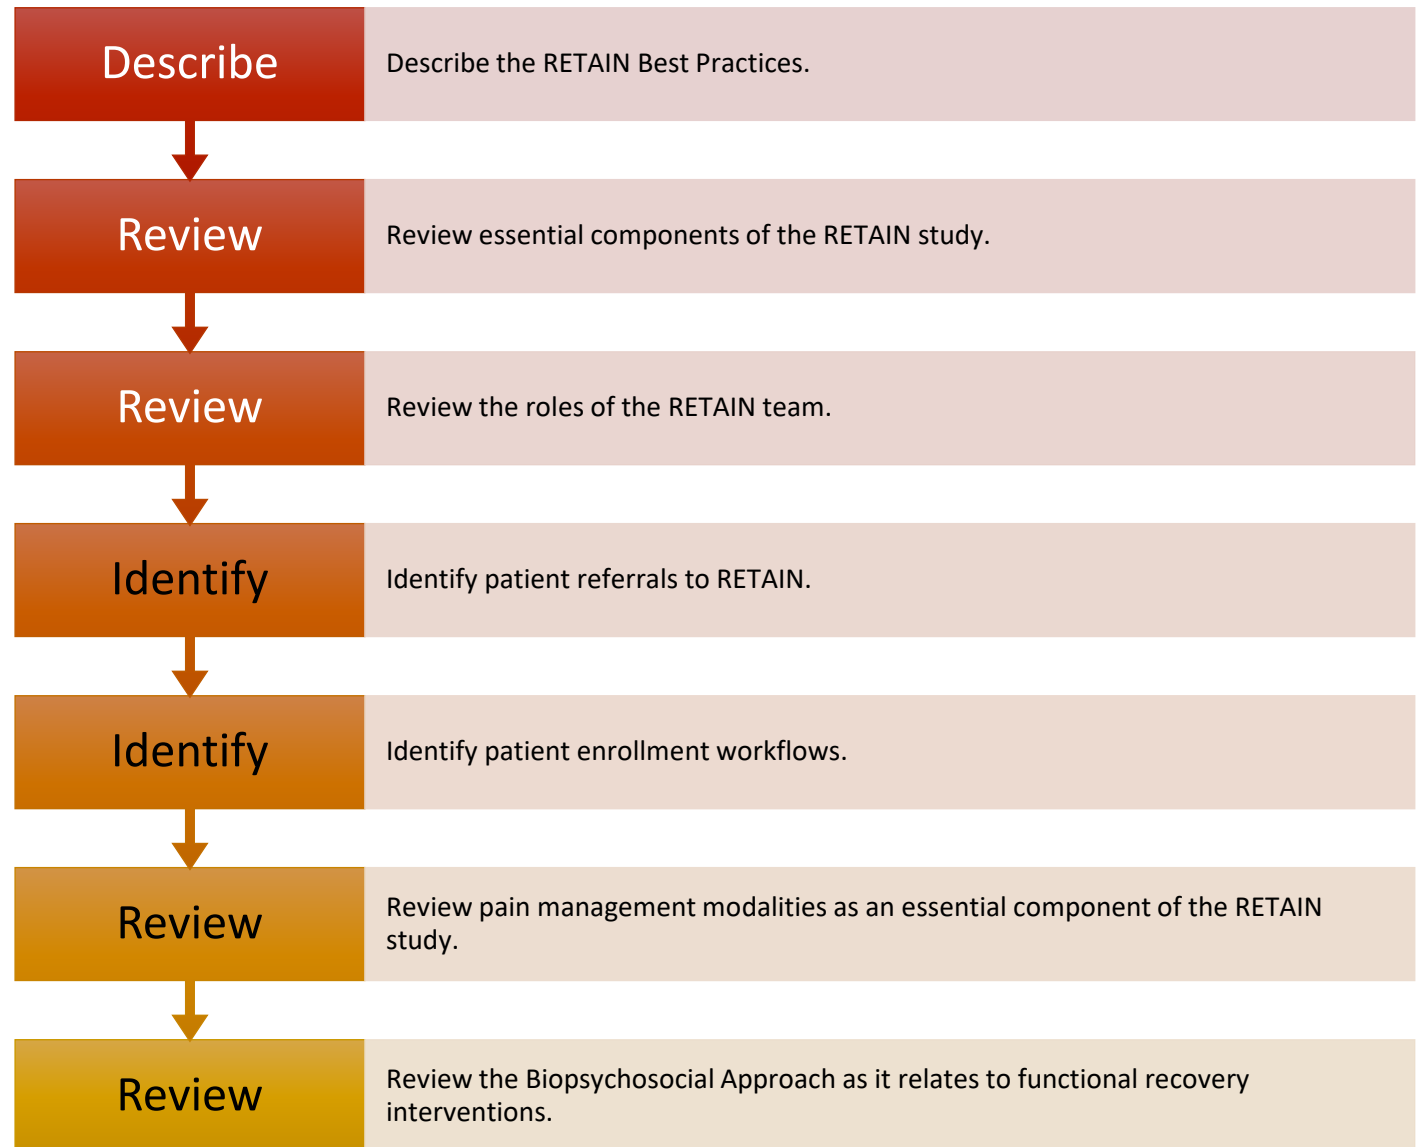 Describe
Describe the RETAIN Best Practices.
Review
Review essential components of the RETAIN study.
Review
Review the roles of the RETAIN team.
Identify
Identify patient referrals to RETAIN.
Identify
Identify patient enrollment workflows.
Review
Review pain management modalities as an essential component of the RETAIN
study.
Review
Review the Biopsychosocial Approach as it relates to functional recovery
interventions.